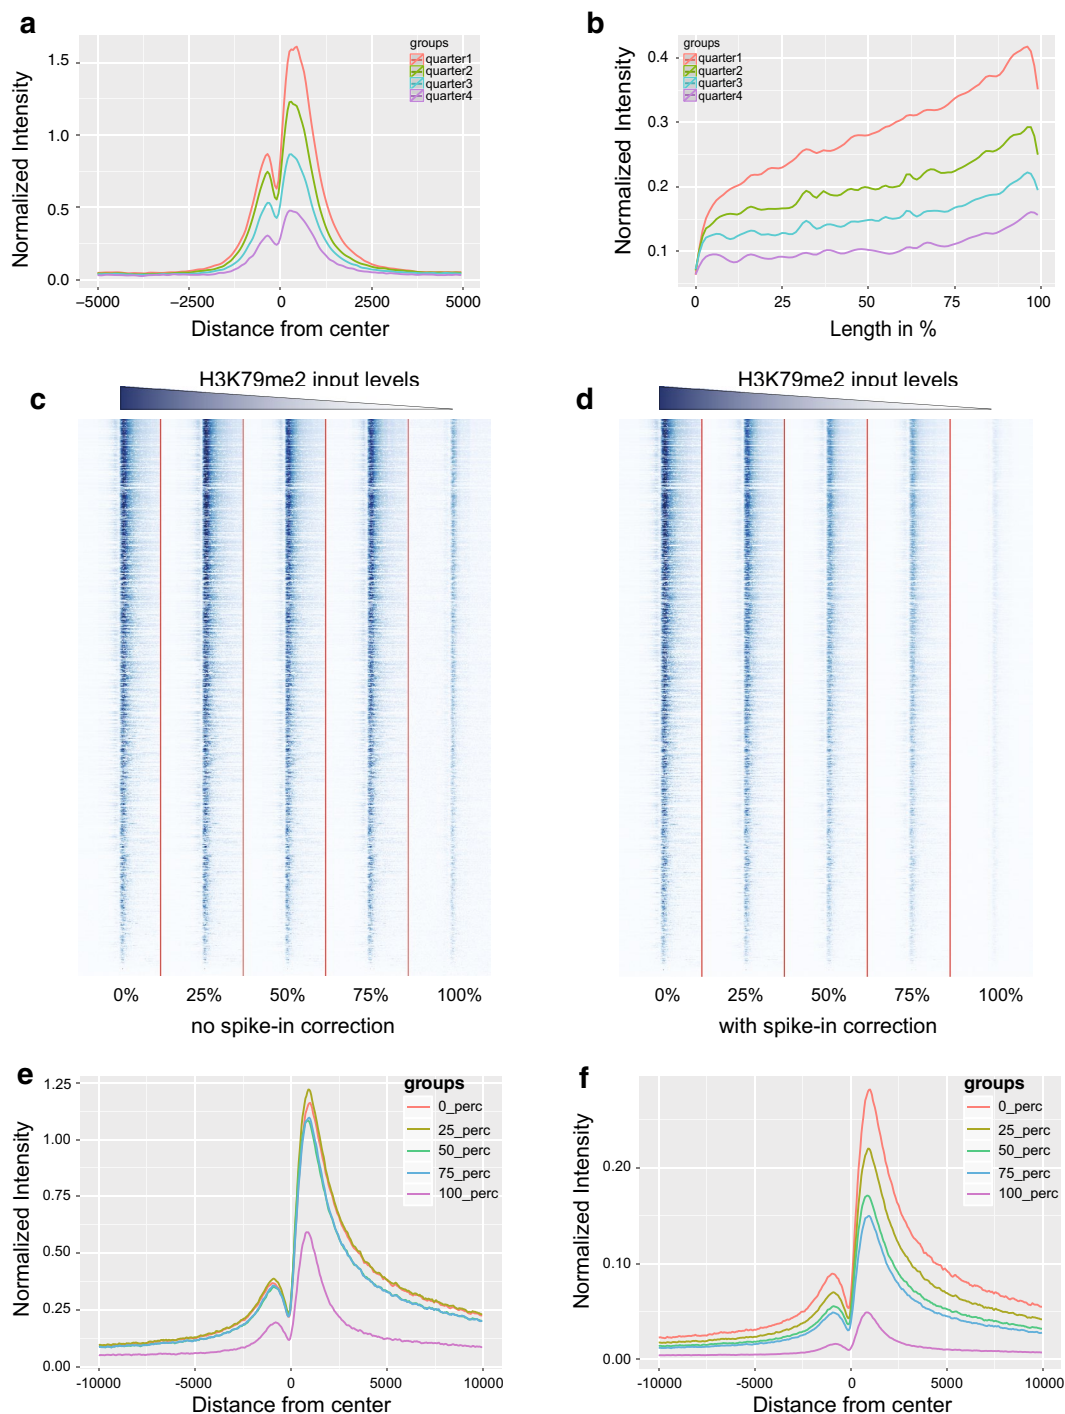 a
groups
quarter1
quarter2
quarter3
quarter4
Normalized Intensity
1.5
1.0
0.5
0.0
−5000
−2500
0
2500
5000
Distance from center
b
groups
quarter1
quarter2
quarter3
quarter4
Normalized Intensity
0.4
0.3
0.2
0.1
0
25
50
75
100
Length in %
c
H3K79me2 input levels
0%
25%
50%
75%
100%
no spike-in correction
d
H3K79me2 input levels
0%
25%
50%
75%
100%
with spike-in correction
e
groups
0_perc
25_perc
50_perc
75_perc
100_perc
Normalized Intensity
1.25
1.00
0.75
0.50
0.25
0.00
-10000
-5000
0
5000
10000
Distance from center
f
groups
0_perc
25_perc
50_perc
75_perc
100_perc
Normalized Intensity
0.20
0.10
0.00
-10000
-5000
0
5000
10000
Distance from center